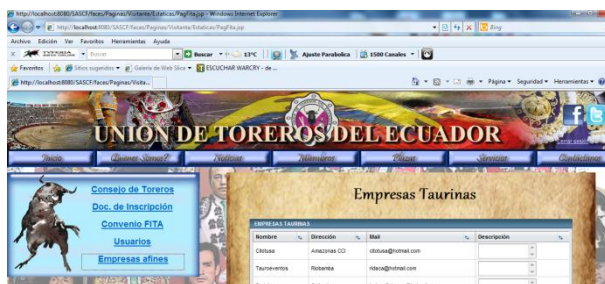 http://localhost:8080/SASCF/faces/Paginas/Visitante/Estaticas/PagFita.jsp - Windows Internet Explorer
http://localhost:8080/SASCF/faces/Paginas/Visitante/Estaticas/PagFita.jsp
Bing
Archivo Edición Ver Favoritos Herramientas Ayuda
Buscar
Buscar
13°C
Ajuste Parabolica
1500 Canales
Favoritos
Sitios sugeridos
Galería de Web Slice
ESCUCHAR WARCRY - de ...
http://localhost:8080/SASCF/faces/Paginas/Visita...
Página Seguridad Herramientas
UNION DE TOREROS DEL ECUADOR
Inicio
Quienes Somos?
Noticias
Miembros
Plazas
Servicios
Contáctanos
Consejo de Toreros
Doc. de Inscripción
Convenio FITA
Usuarios
Empresas afines
Empresas Taurinas
EMPRESAS TAURINAS
Nombre Dirección Mail Descripción
Citotusa Amazonas CCI citotusa@hotmail.com
Tauroeventos Riobamba ridaca@hotmail.com